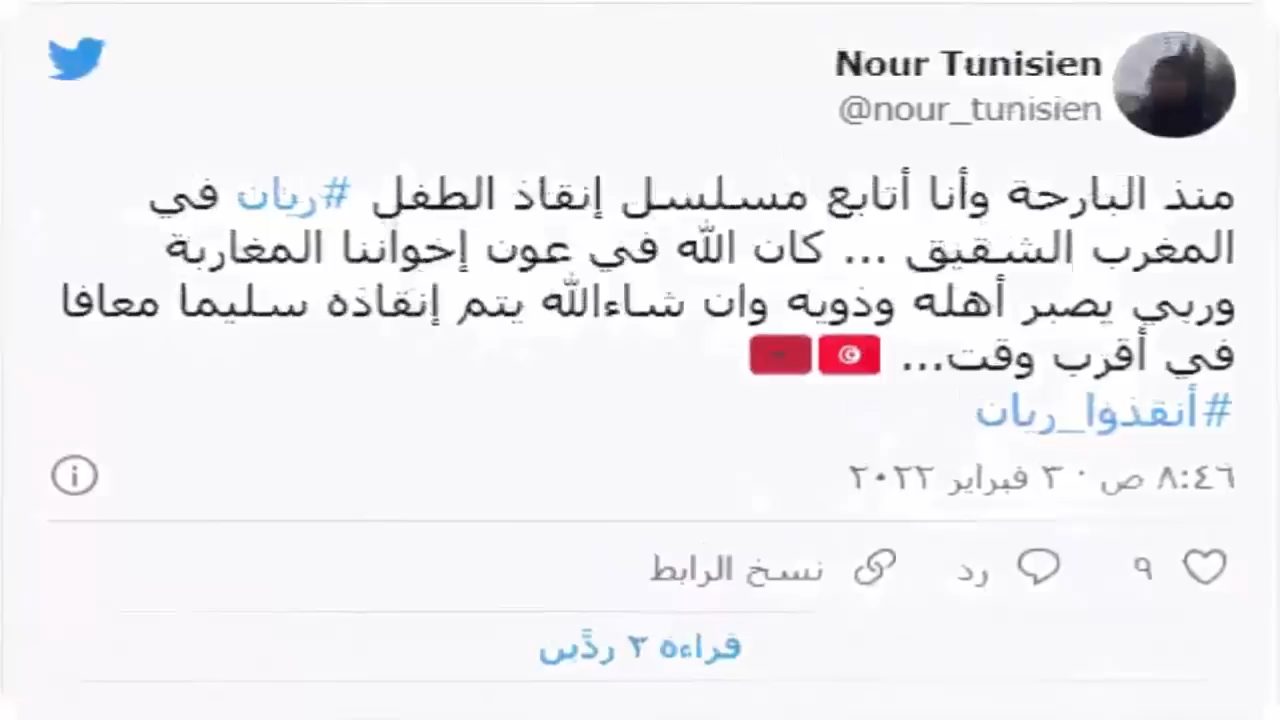 Nour Tunisien
@nour_tunisien
منذ البارحة وأنا أتابع مسلسل إنقاذ الطفل #ريان في
المغرب الشقيق ... كان الله في عون إخواننا المغاربة
وربي يصبر أهله وذويه وان شاءالله يتم إنقاذه سليما معافا
في أقرب وقت...
#أنقذوا_ريان
٨:٤٦ ص · ٣ فبراير ٢٠٢٢
٩ رد نسخ الرابط
قراءة ٢ ردَّين